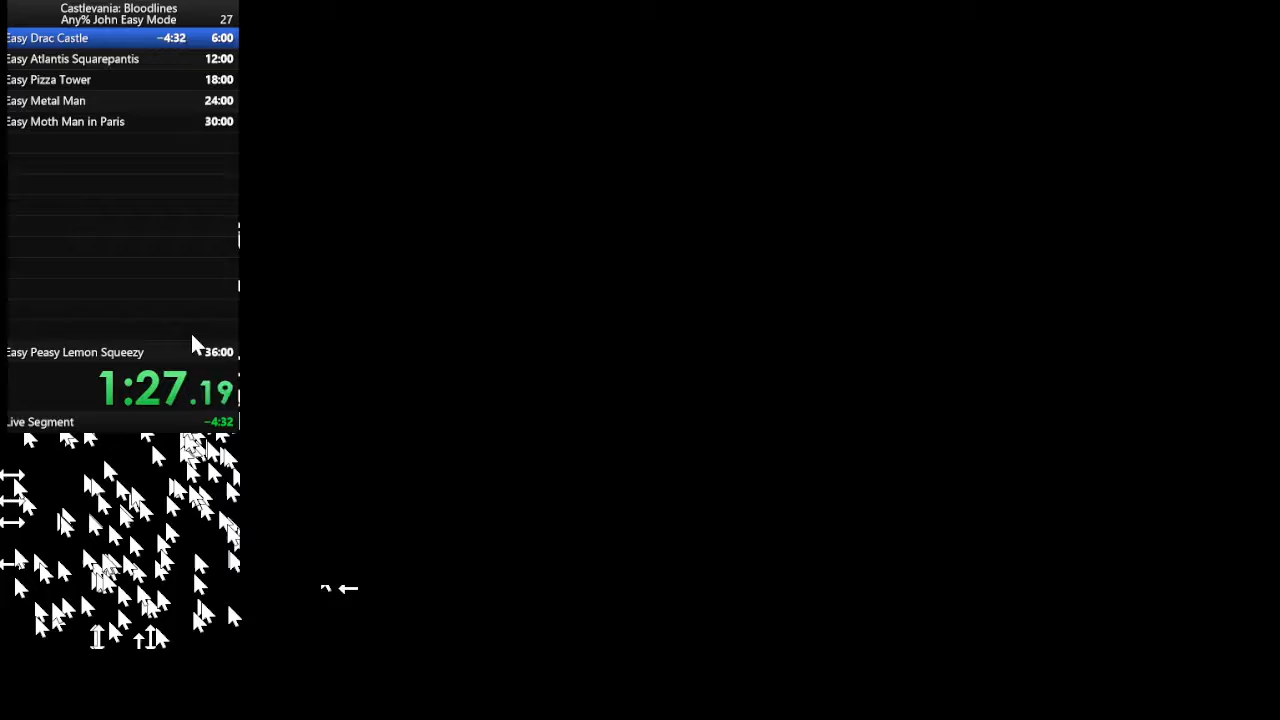 Castlevania: Bloodlines
Any% John Easy Mode 27
Easy Drac Castle −4:32 6:00
Easy Atlantis Squarepantis 12:00
Easy Pizza Tower 18:00
Easy Metal Man 24:00
Easy Moth Man in Paris 30:00
Easy Peasy Lemon Squeezy 36:00
1:27.19
Live Segment −4:32